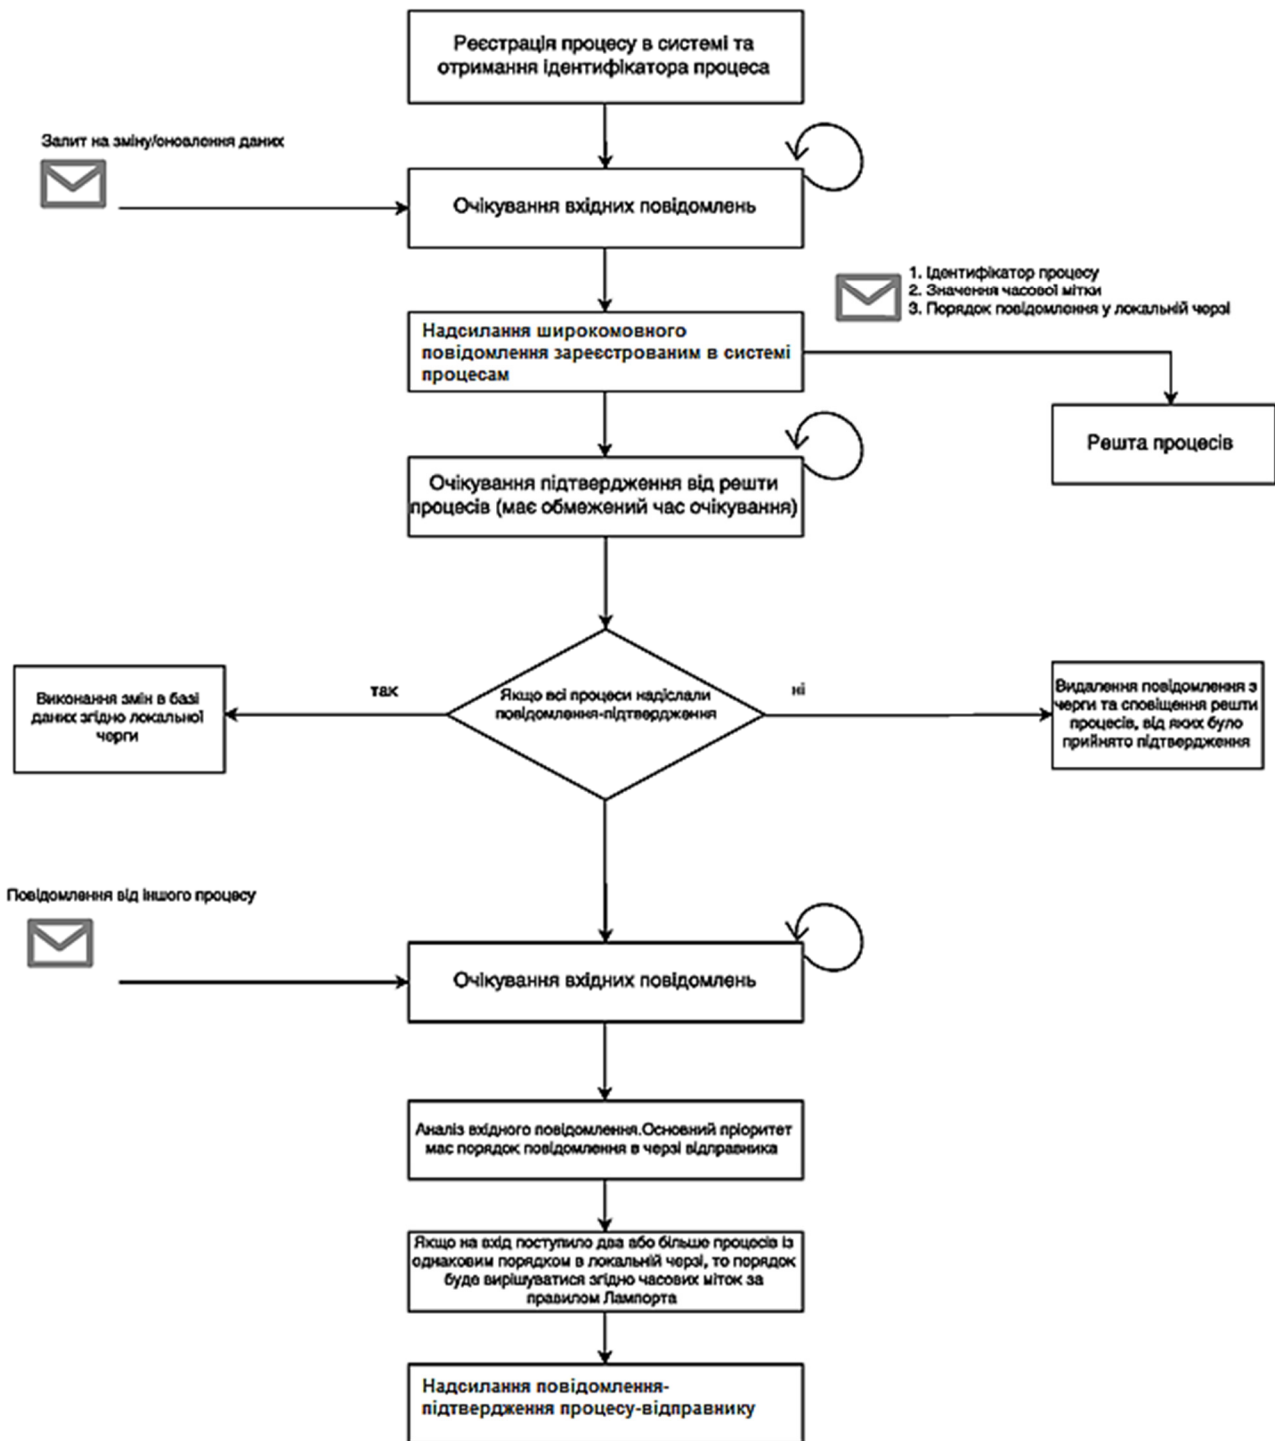 Реєстрація процесу в системі та
отримання ідентифікатора процеса
Запит на зміну/оновлення даних
Очікування вхідних повідомлень
1. Ідентифікатор процесу
2. Значення часової мітки
3. Порядок повідомлення у локальній черзі
Надсилання широкомовного
повідомлення зареєстрованим в системі
процесам
Решта процесів
Очікування підтвердження від решти
процесів (має обмежений час очікування)
Якщо всі процеси надіслали
повідомлення-підтвердження
так
ні
Виконання змін в базі
даних згідно локальної
черги
Видалення повідомлення з
черги та сповіщення решти
процесів, від яких було
прийнято підтвердження
Повідомлення від іншого процесу
Очікування вхідних повідомлень
Аналіз вхідного повідомлення.Основний пріоритет
має порядок повідомлення в черзі відправника
Якщо на вхід поступило два або більше процесів із
однаковим порядком в локальній черзі, то порядок
буде вирішуватися згідно часових міток за
правилом Лампорта
Надсилання повідомлення-
підтвердження процесу-відправнику